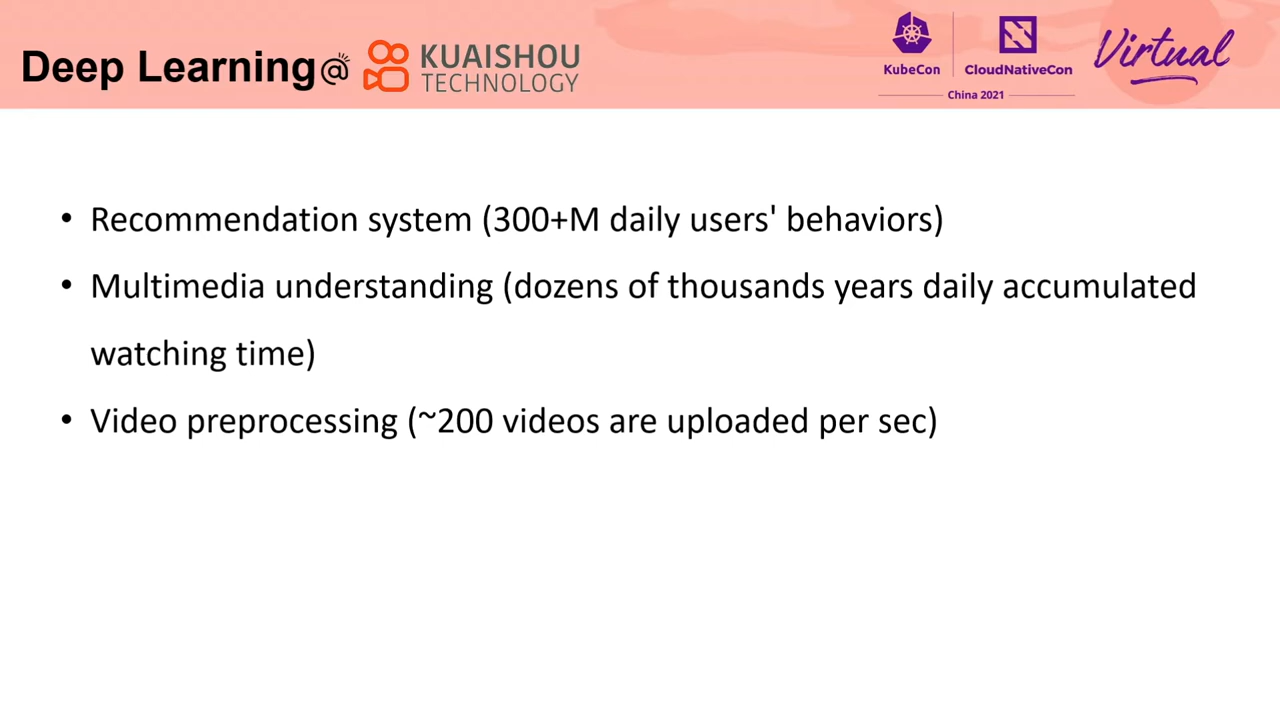 Deep Learning@
KUAISHOU
TECHNOLOGY
KubeCon
CloudNativeCon
China 2021
Virtual
• Recommendation system (300+M daily users' behaviors)
• Multimedia understanding (dozens of thousands years daily accumulated
watching time)
• Video preprocessing (~200 videos are uploaded per sec)